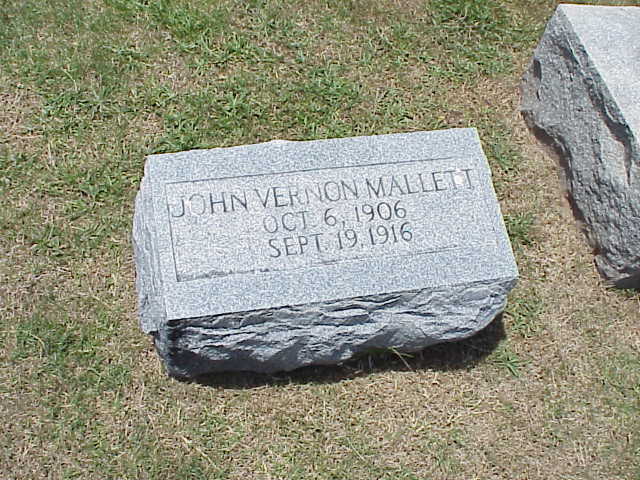 JOHN VERNON MALLETT
OCT. 6, 1906
SEPT. 19, 1916